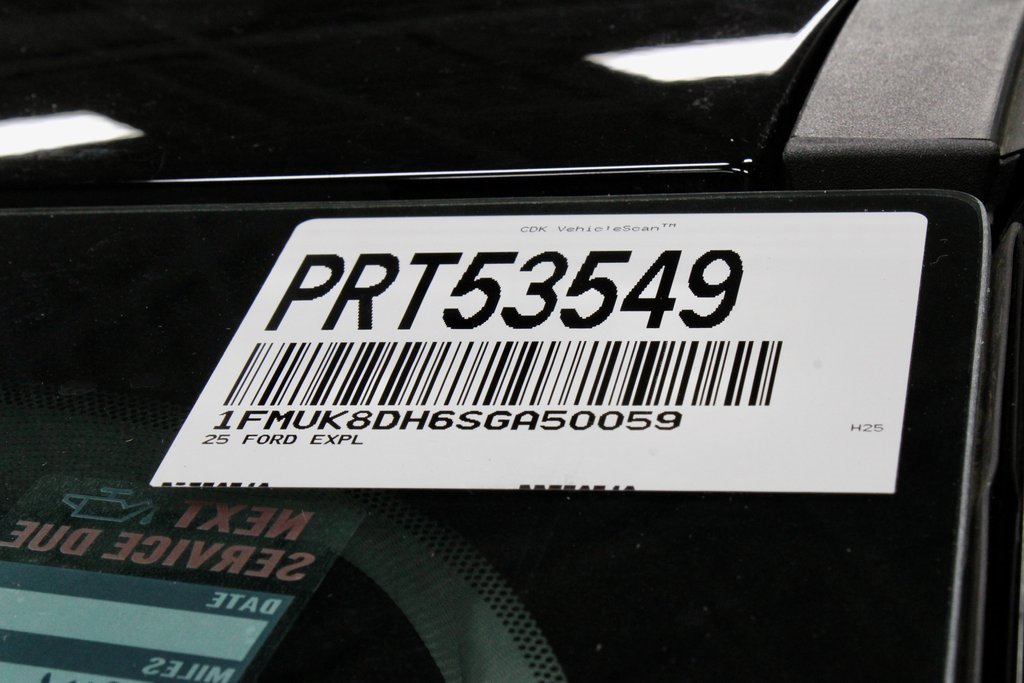 CDK VehicleScan™
PRT53549
1FMUK8DH6SGA50059
25 FORD EXPL
H25
NEXT
SERVICE DUE
DATE
MILES